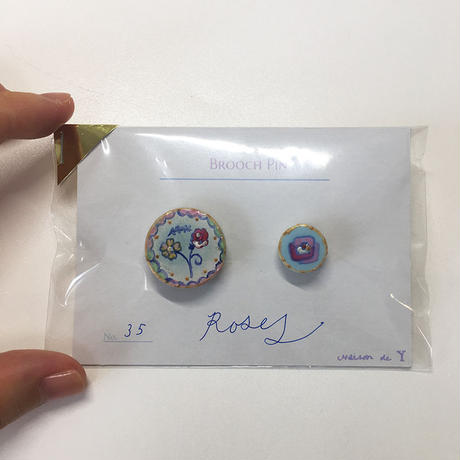 BROOCH PIN
No. 35
Roses
maison de Y